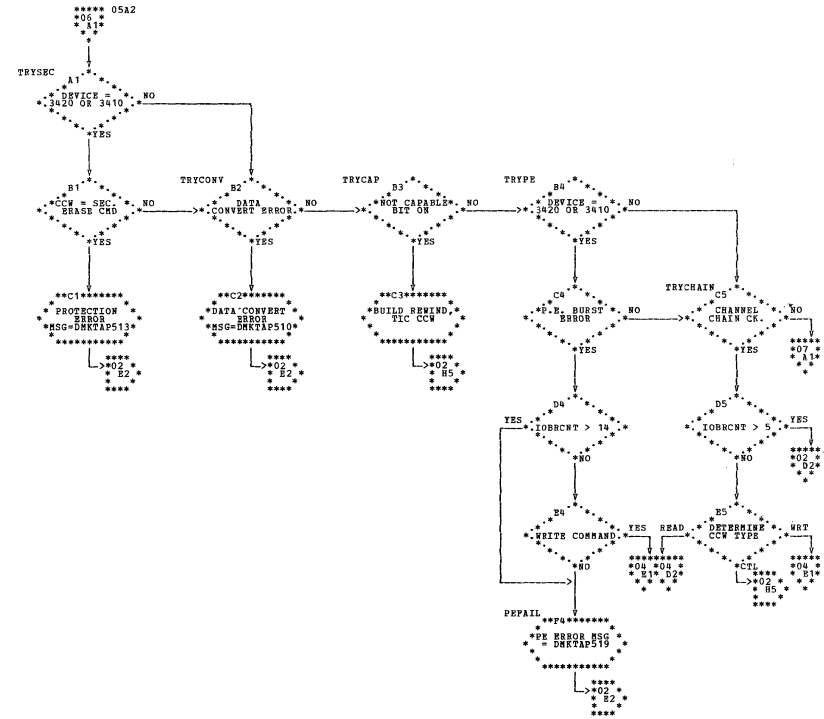 05A2
06
A1
TRYSEC
A1
DEVICE =
3420 OR 3410
NO
YES
B1
CCW = SEC.
ERASE CMD
NO
YES
TRYCONV
B2
DATA
CONVERT ERROR
NO
YES
TRYCAP
B3
NOT CAPABLE
BIT ON
NO
YES
TRYPE
B4
DEVICE =
3420 OR 3410
NO
YES
**C1*******
PROTECTION
ERROR
*MSG=DMKTAP513*
02
E2
**C2*******
DATA CONVERT
ERROR
*MSG=DMKTAP510*
02
E2
**C3*******
BUILD REWIND,
TIC CCW
02
H5
C4
P.E. BURST
ERROR
NO
YES
TRYCHAIN
C5
CHANNEL
CHAIN CK.
NO
YES
07
A1
D4
YES
IOBRCNT > 14
NO
D5
IOBRCNT > 5
YES
NO
02
D2
E4
WRITE COMMAND
YES
NO
04
E1
E5
READ
DETERMINE
CCW TYPE
WRT
CTL
04
D2
04
E1
02
H5
PEFAIL
**F4*******
PE ERROR MSG
= DMKTAP519
02
E2